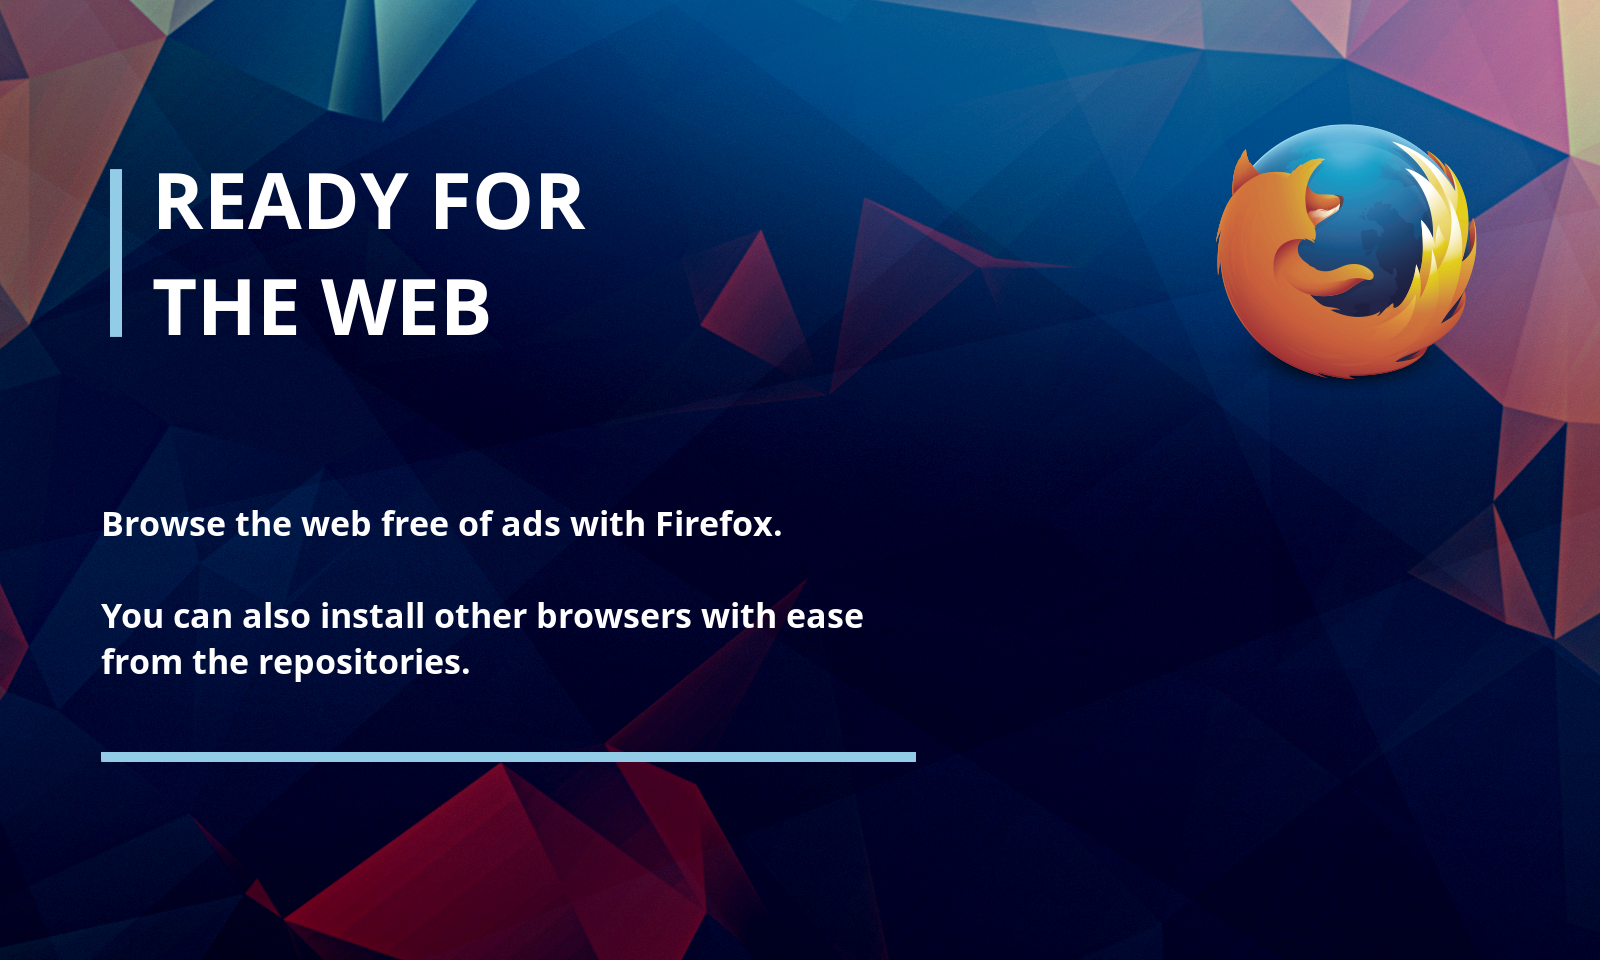 READY FOR
THE WEB
Browse the web free of ads with Firefox.
You can also install other browsers with ease
from the repositories.